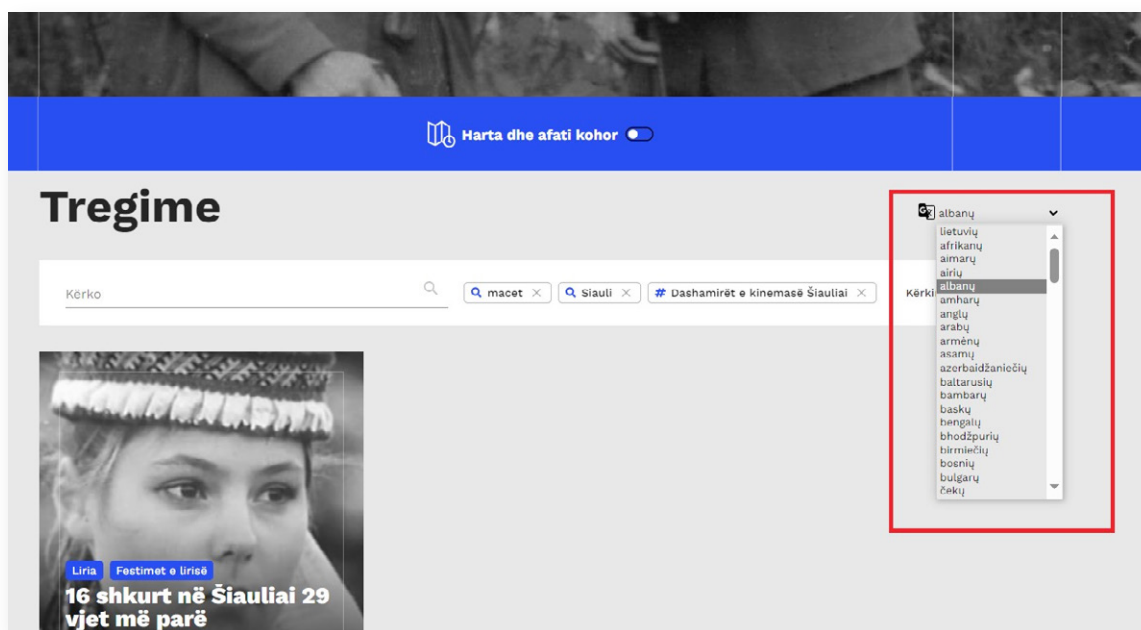 Harta dhe afati kohor
Tregime
albanų
lietuvių
afrikanų
aimarų
airių
albanų
amharų
anglų
arabų
armėnų
asamų
azerbaidžaniečių
baltarusių
bambarų
baskų
bengalų
bhodžpurių
birmiečių
bosnių
bulgarų
čekų
Kërko
macet
Siauli
# Dashamirët e kinemasë Šiauliai
Liria
Festimet e lirisë
16 shkurt në Šiauliai 29
vjet më parë